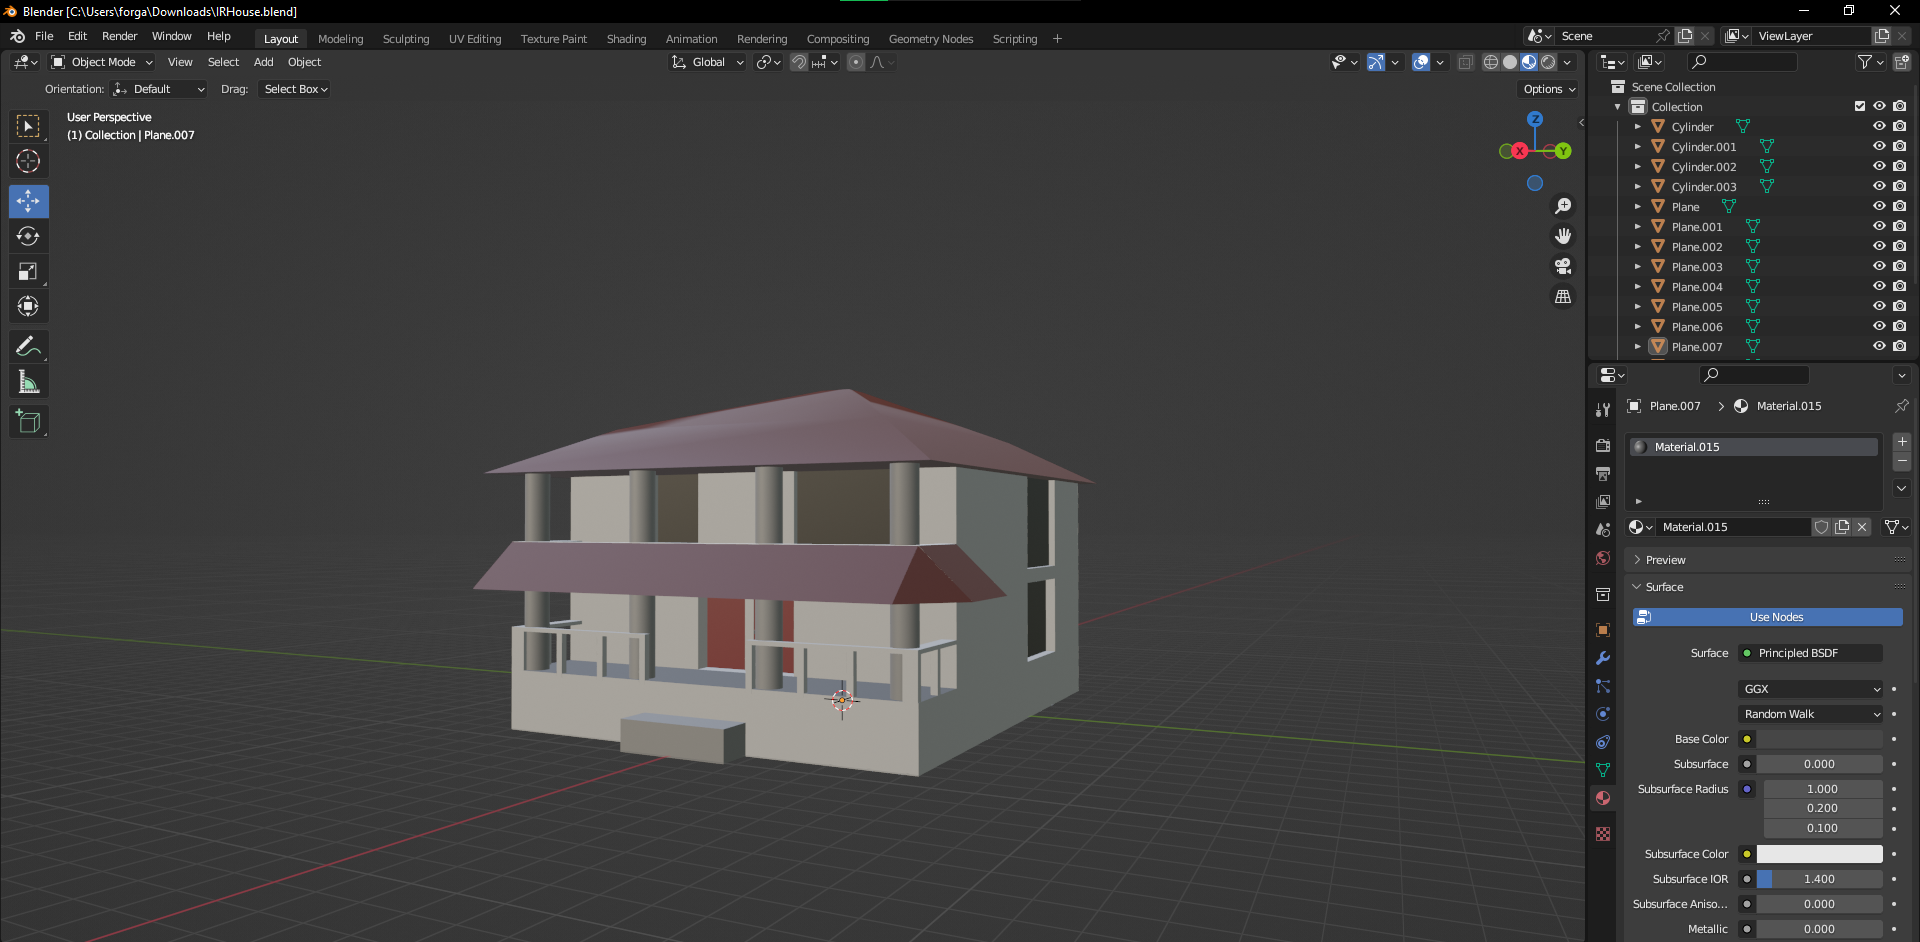 Blender [C:\Users\forga\Downloads\IRHouse.blend]
File Edit Render Window Help Layout Modeling Sculpting UV Editing Texture Paint Shading Animation Rendering Compositing Geometry Nodes Scripting + Scene ViewLayer
Object Mode View Select Add Object Global
Orientation: Default Drag: Select Box Options
User Perspective
(1) Collection | Plane.007
Z
X Y
Scene Collection
Collection
Cylinder
Cylinder.001
Cylinder.002
Cylinder.003
Plane
Plane.001
Plane.002
Plane.003
Plane.004
Plane.005
Plane.006
Plane.007
Plane.007 > Material.015
Material.015
Material.015
Preview
Surface
Use Nodes
Surface Principled BSDF
GGX
Random Walk
Base Color
Subsurface 0.000
Subsurface Radius 1.000
0.200
0.100
Subsurface Color
Subsurface IOR 1.400
Subsurface Aniso... 0.000
Metallic 0.000